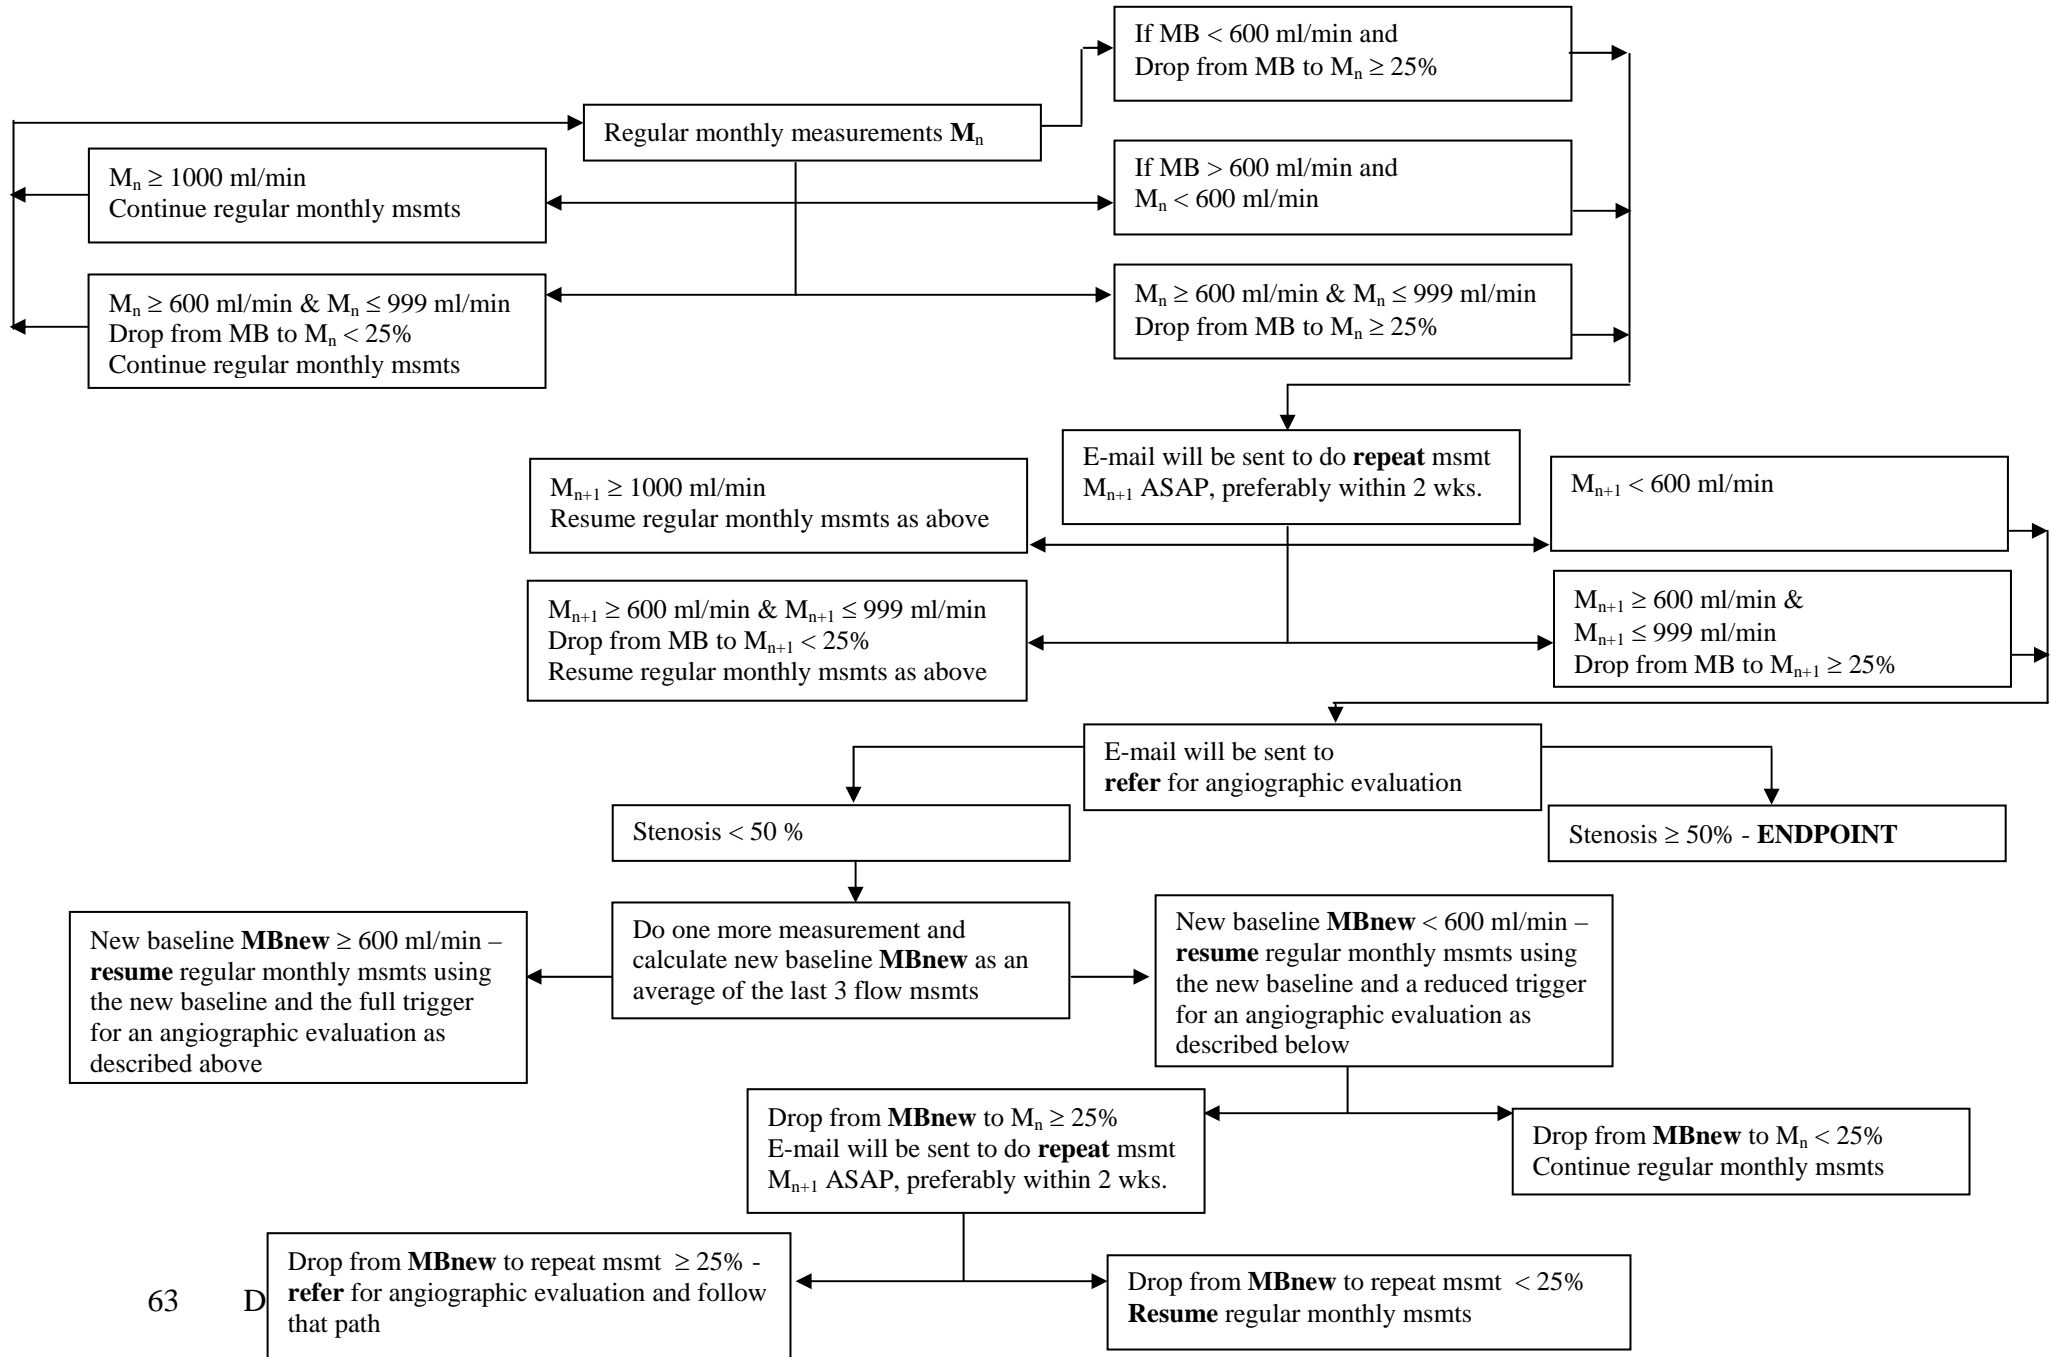 If MB < 600 ml/min and
Drop from MB to Mn ≥ 25%
Regular monthly measurements Mn
Mn ≥ 1000 ml/min
Continue regular monthly msmts
If MB > 600 ml/min and
Mn < 600 ml/min
Mn ≥ 600 ml/min & Mn ≤ 999 ml/min
Drop from MB to Mn < 25%
Continue regular monthly msmts
Mn ≥ 600 ml/min & Mn ≤ 999 ml/min
Drop from MB to Mn ≥ 25%
E-mail will be sent to do repeat msmt
Mn+1 ASAP, preferably within 2 wks.
Mn+1 ≥ 1000 ml/min
Resume regular monthly msmts as above
Mn+1 < 600 ml/min
Mn+1 ≥ 600 ml/min & Mn+1 ≤ 999 ml/min
Drop from MB to Mn+1 < 25%
Resume regular monthly msmts as above
Mn+1 ≥ 600 ml/min &
Mn+1 ≤ 999 ml/min
Drop from MB to Mn+1 ≥ 25%
E-mail will be sent to
refer for angiographic evaluation
Stenosis < 50 %
Stenosis ≥ 50% - ENDPOINT
New baseline MBnew ≥ 600 ml/min –
resume regular monthly msmts using
the new baseline and the full trigger
for an angiographic evaluation as
described above
Do one more measurement and
calculate new baseline MBnew as an
average of the last 3 flow msmts
New baseline MBnew < 600 ml/min –
resume regular monthly msmts using
the new baseline and a reduced trigger
for an angiographic evaluation as
described below
Drop from MBnew to Mn ≥ 25%
E-mail will be sent to do repeat msmt
Mn+1 ASAP, preferably within 2 wks.
Drop from MBnew to Mn < 25%
Continue regular monthly msmts
Drop from MBnew to repeat msmt ≥ 25% -
refer for angiographic evaluation and follow
that path
Drop from MBnew to repeat msmt < 25%
Resume regular monthly msmts
63 D